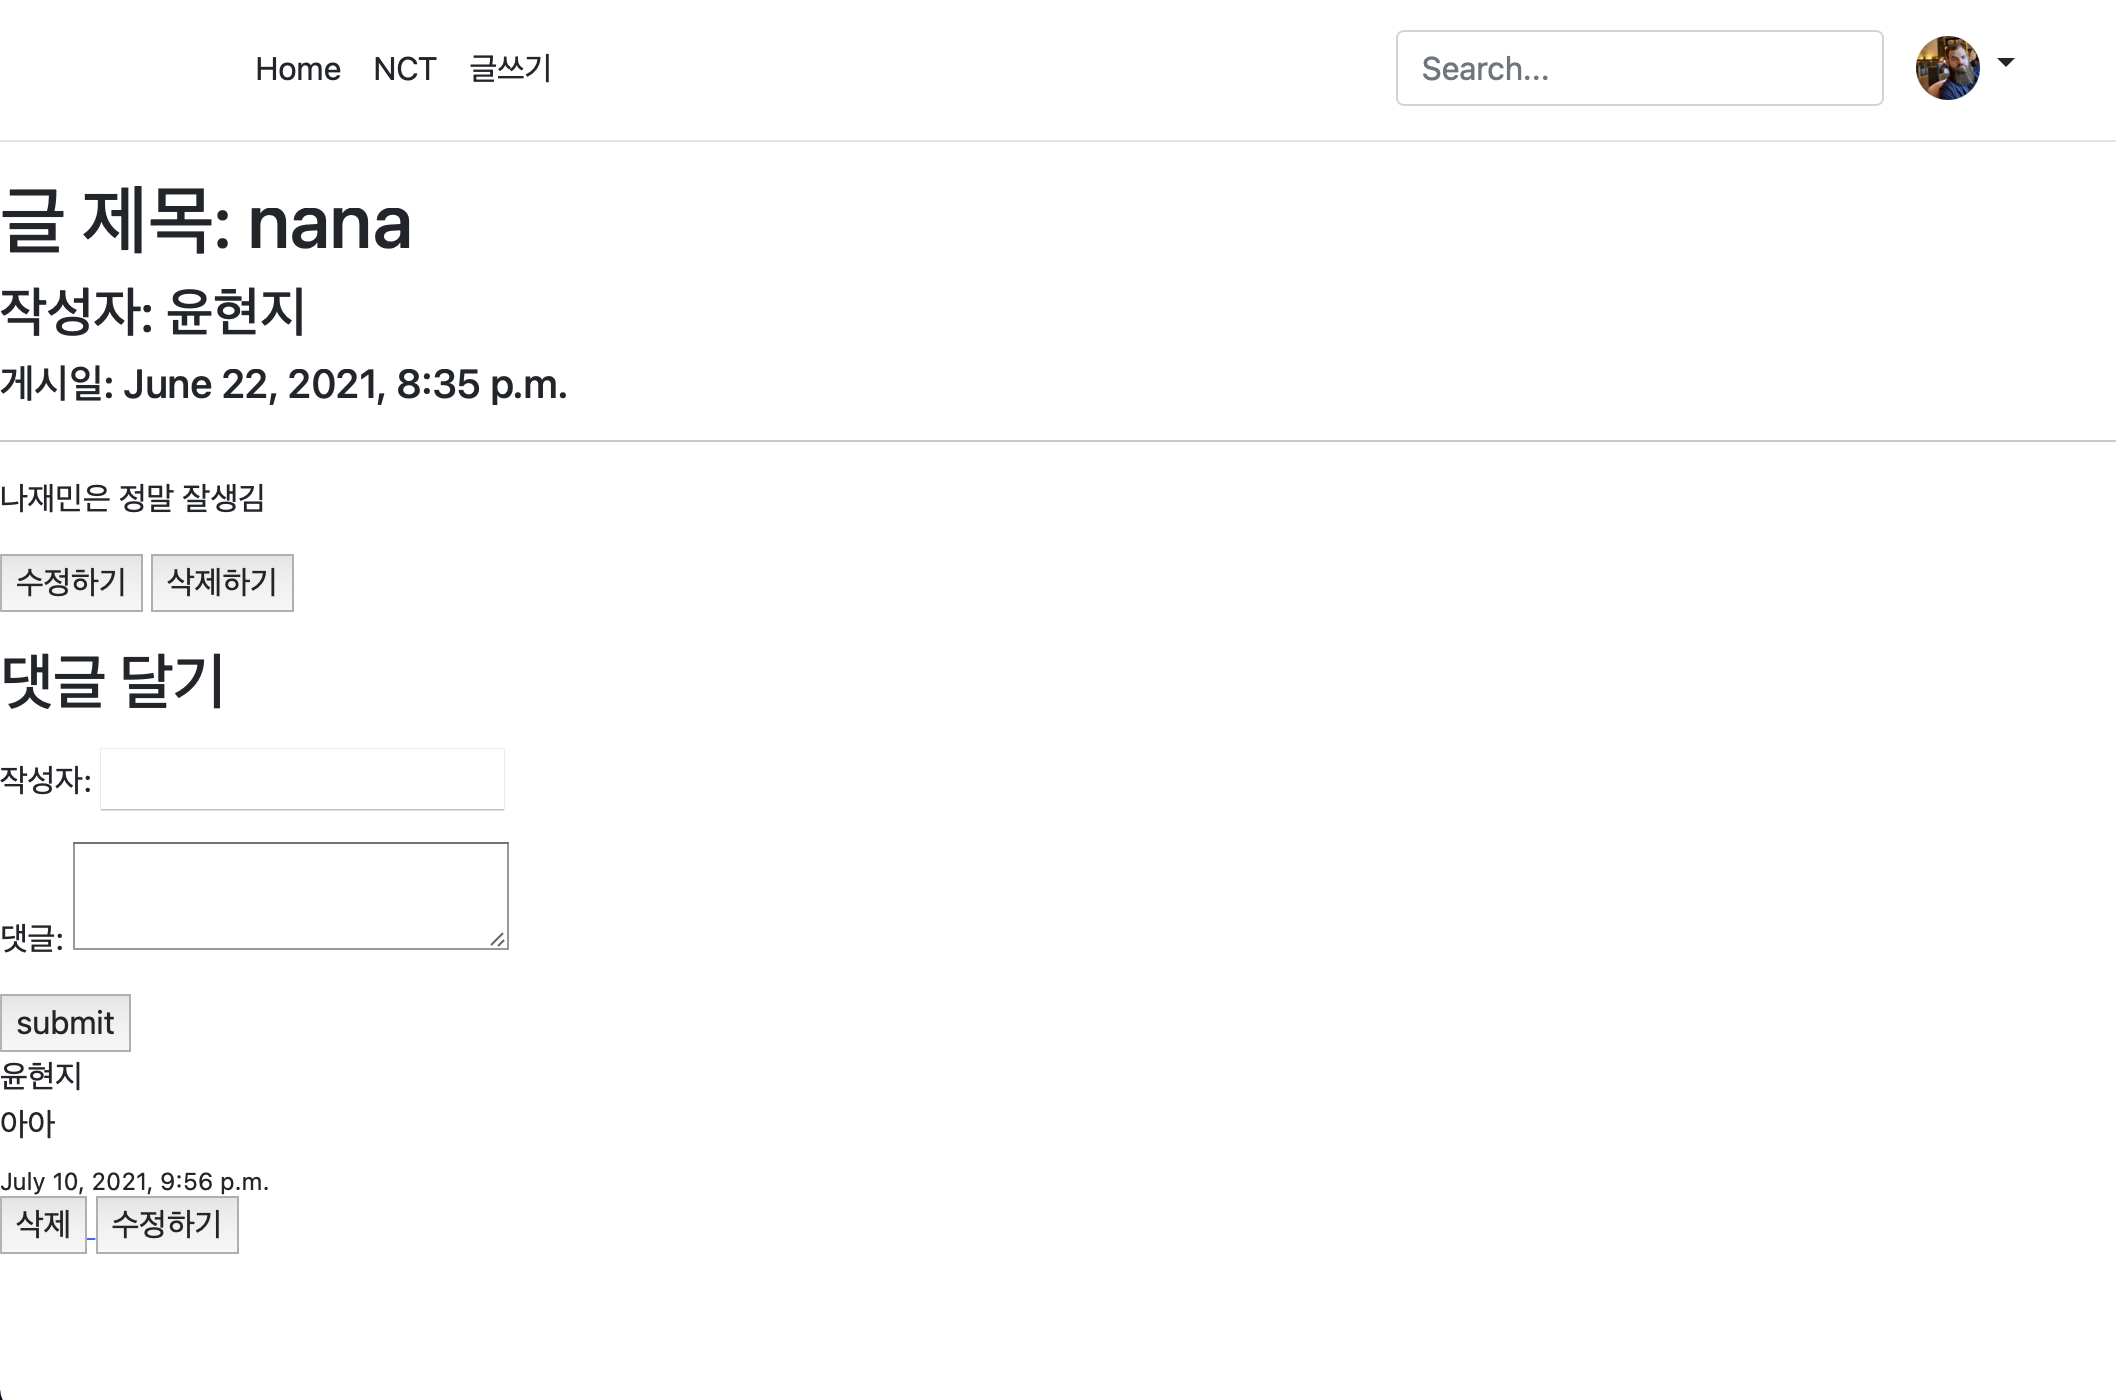 Home NCT 글쓰기 Search...
글 제목: nana
작성자: 윤현지
게시일: June 22, 2021, 8:35 p.m.
나재민은 정말 잘생김
수정하기 삭제하기
댓글 달기
작성자:
댓글:
submit
윤현지
아아
July 10, 2021, 9:56 p.m.
삭제 수정하기